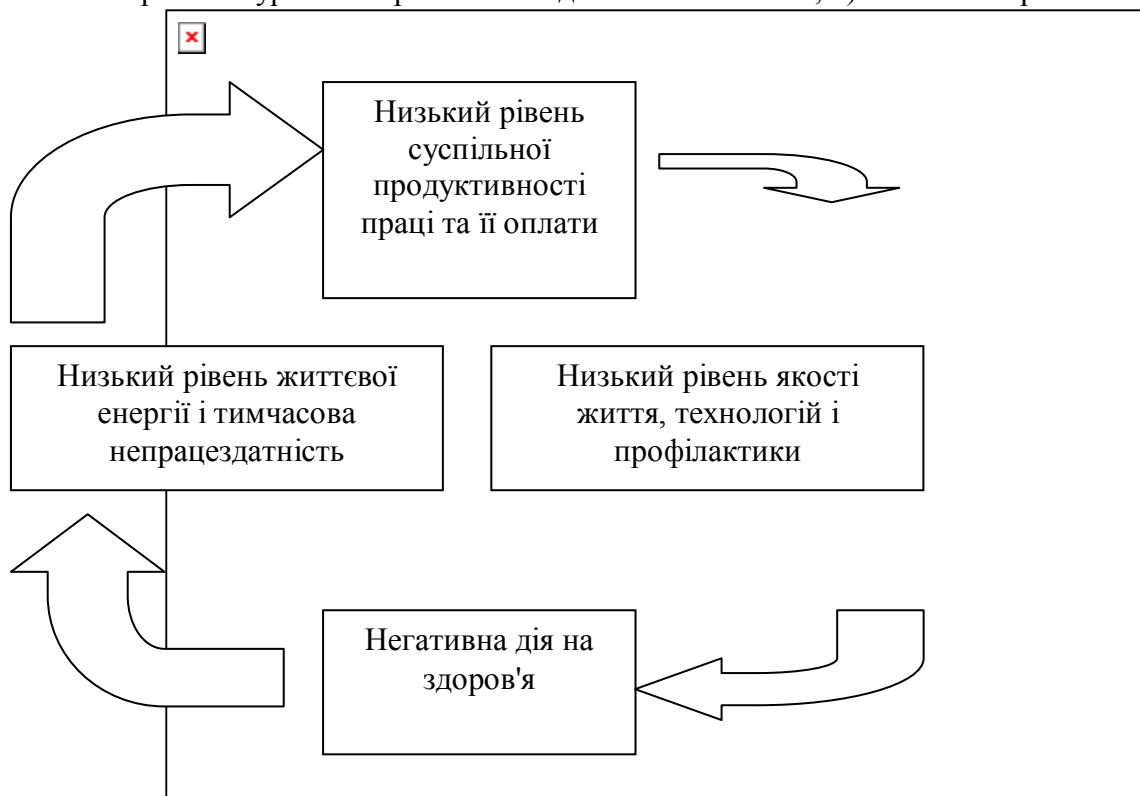 Низький рівень
суспільної
продуктивності
праці та її оплати
Низький рівень життєвої
енергії і тимчасова
непрацездатність
Низький рівень якості
життя, технологій і
профілактики
Негативна дія на
здоров'я